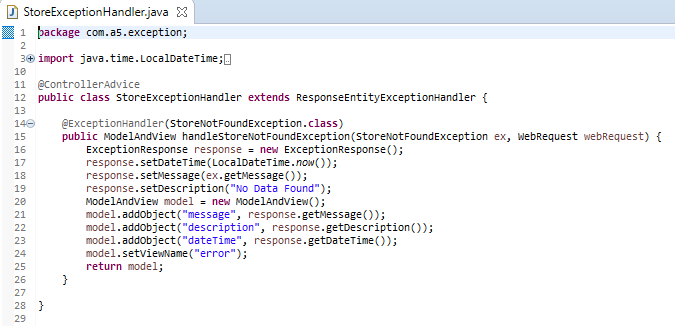 StoreExceptionHandler.java
1 package com.a5.exception;
2
3 import java.time.LocalDateTime;
10
11 @ControllerAdvice
12 public class StoreExceptionHandler extends ResponseEntityExceptionHandler {
13
14 @ExceptionHandler(StoreNotFoundException.class)
15 public ModelAndView handleStoreNotFoundException(StoreNotFoundException ex, WebRequest webRequest) {
16 ExceptionResponse response = new ExceptionResponse();
17 response.setDateTime(LocalDateTime.now());
18 response.setMessage(ex.getMessage());
19 response.setDescription("No Data Found");
20 ModelAndView model = new ModelAndView();
21 model.addObject("message", response.getMessage());
22 model.addObject("description", response.getDescription());
23 model.addObject("dateTime", response.getDateTime());
24 model.setViewName("error");
25 return model;
26 }
27
28 }
29